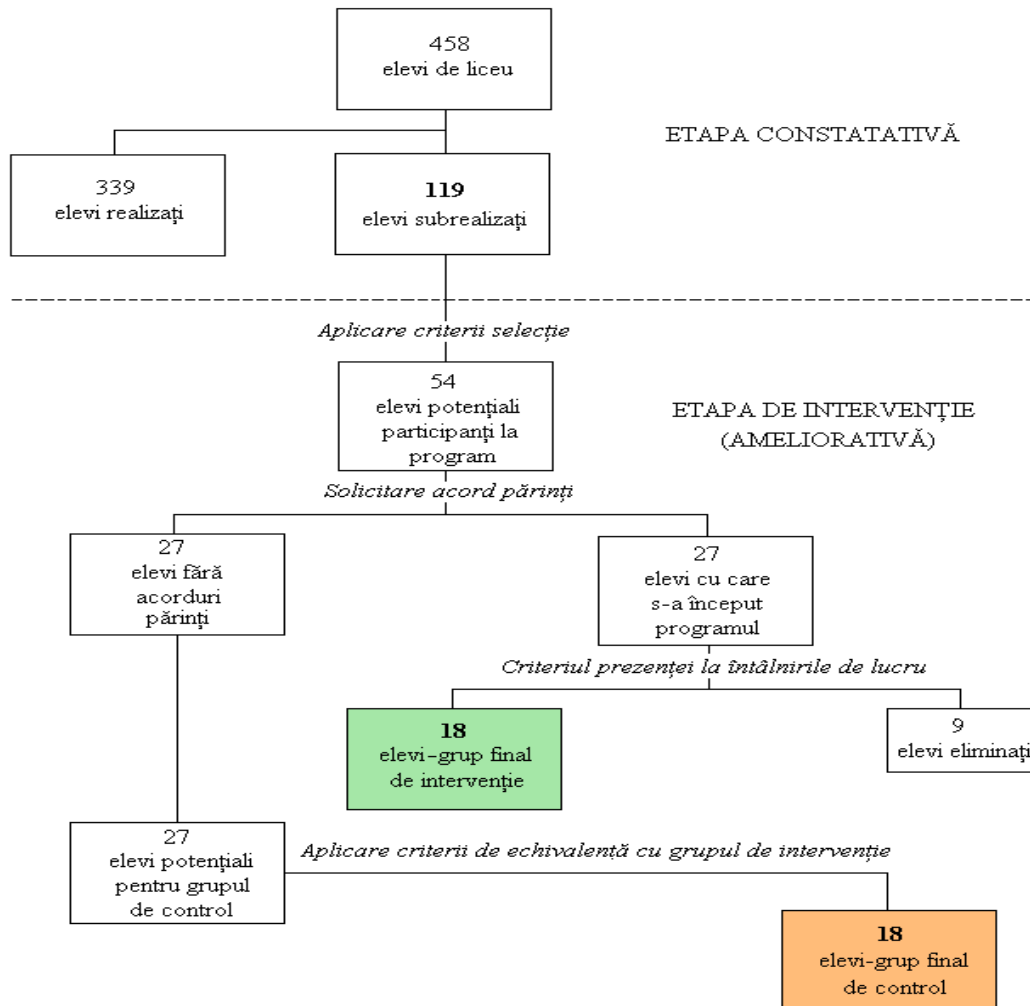 458
elevi de liceu
ETAPA CONSTATATIVĂ
339
elevi realizați
119
elevi subrealizați
Aplicare criterii selecție
54
elevi potențiali
participanți la
program
ETAPA DE INTERVENȚIE
(AMELIORATIVĂ)
Solicitare acord părinți
27
elevi fără
acorduri
părinți
27
elevi cu care
s-a început
programul
Criteriul prezenței la întâlnirile de lucru
18
elevi-grup final
de intervenție
9
elevi eliminați
27
elevi potențiali
pentru grupul
de control
Aplicare criterii de echivalență cu grupul de intervenție
18
elevi-grup final
de control